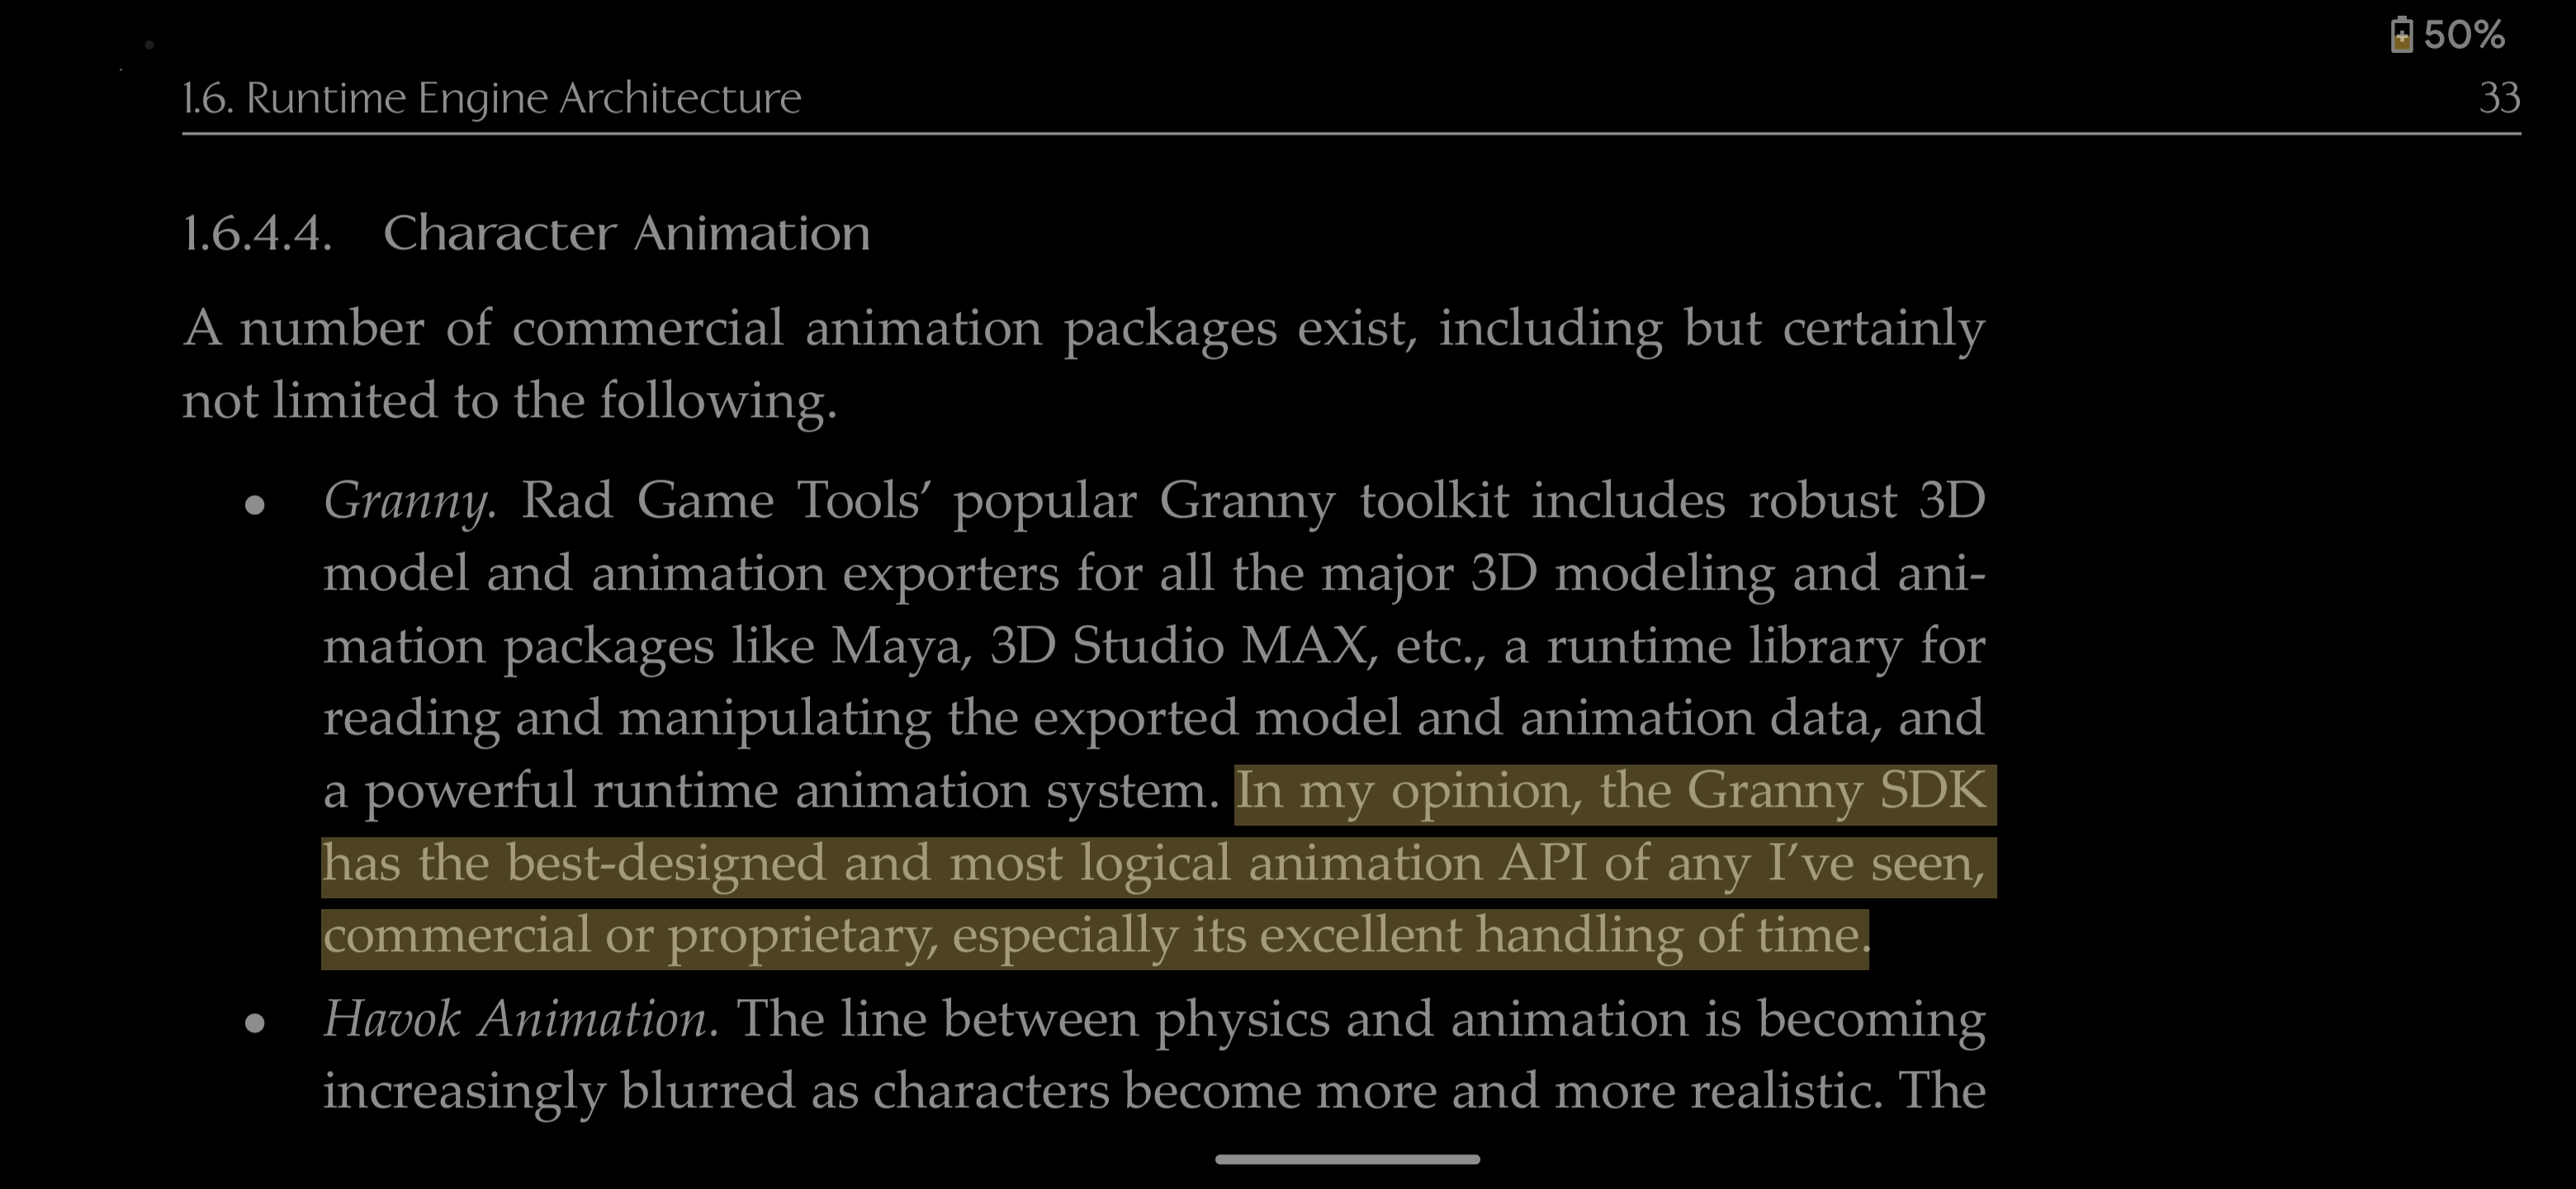 50%
1.6. Runtime Engine Architecture 33
1.6.4.4. Character Animation
A number of commercial animation packages exist, including but certainly
not limited to the following.
● Granny. Rad Game Tools’ popular Granny toolkit includes robust 3D
model and animation exporters for all the major 3D modeling and ani-
mation packages like Maya, 3D Studio MAX, etc., a runtime library for
reading and manipulating the exported model and animation data, and
a powerful runtime animation system. In my opinion, the Granny SDK
has the best-designed and most logical animation API of any I’ve seen,
commercial or proprietary, especially its excellent handling of time.
● Havok Animation. The line between physics and animation is becoming
increasingly blurred as characters become more and more realistic. The